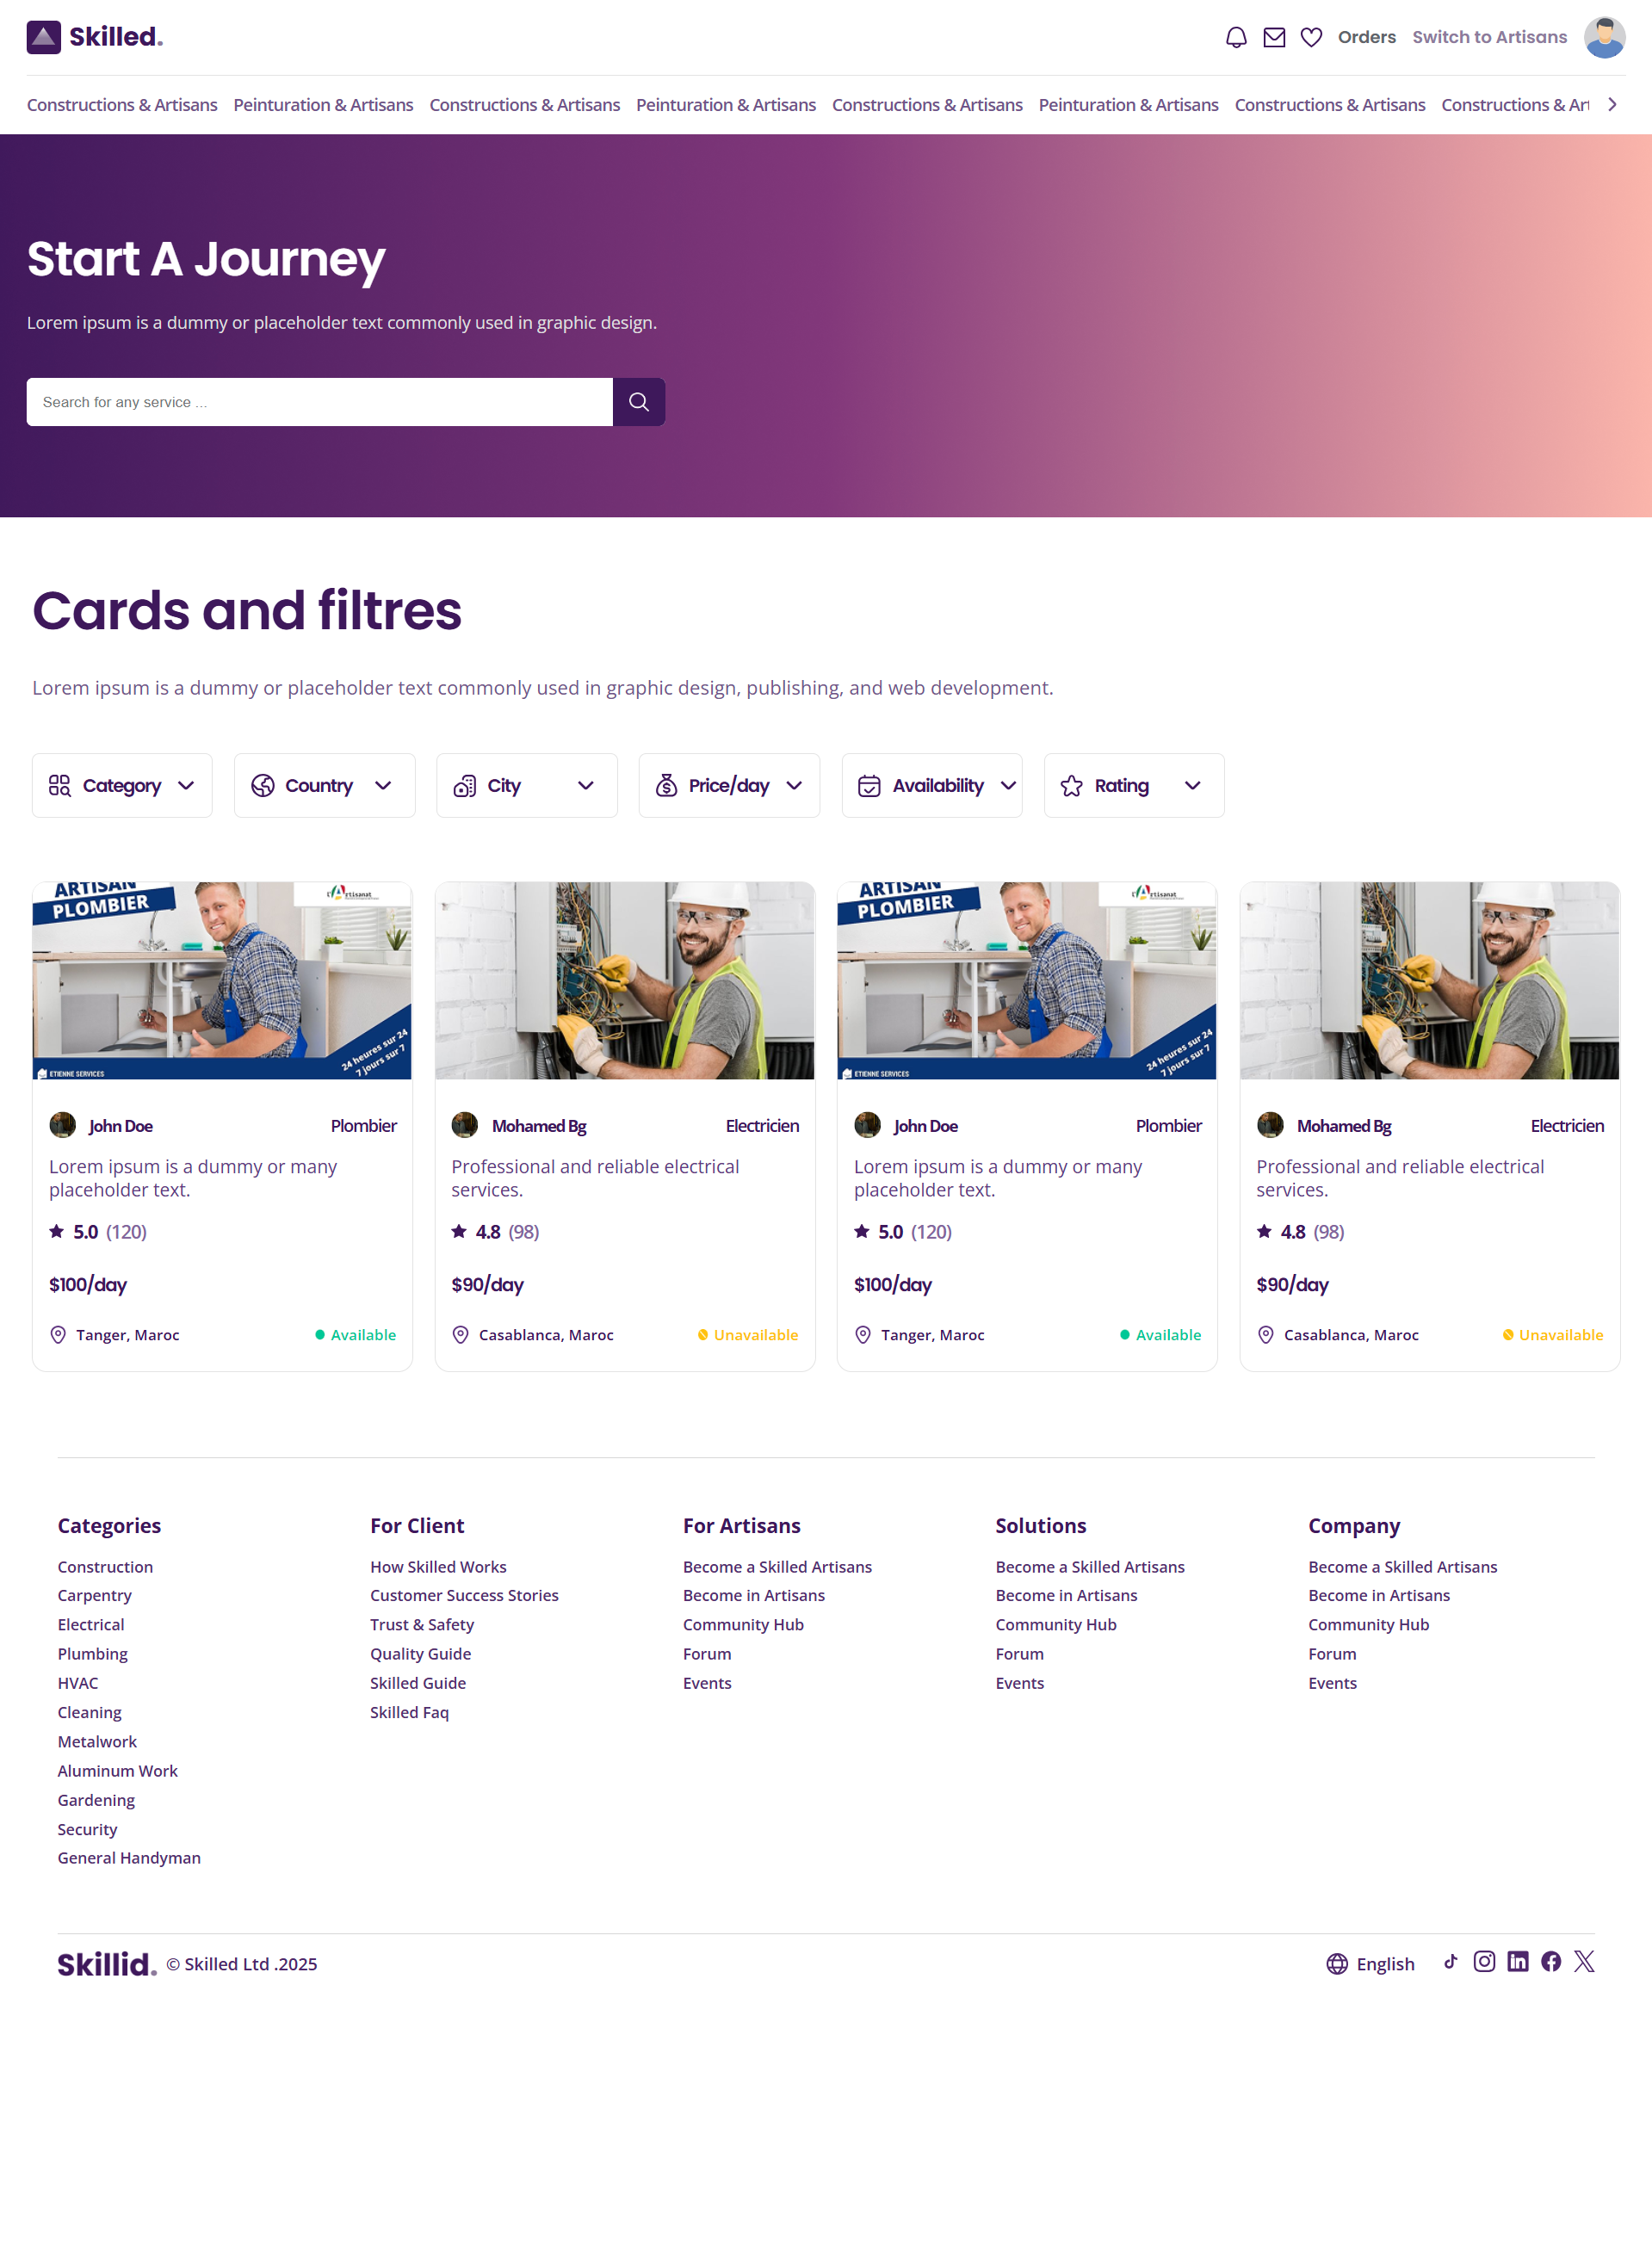 Skilled.
Orders
Switch to Artisans
Constructions & Artisans
Peinturation & Artisans
Constructions & Artisans
Peinturation & Artisans
Constructions & Artisans
Peinturation & Artisans
Constructions & Artisans
Constructions & Art
Start A Journey
Lorem ipsum is a dummy or placeholder text commonly used in graphic design.
Search for any service ...
Cards and filtres
Lorem ipsum is a dummy or placeholder text commonly used in graphic design, publishing, and web development.
Category
Country
City
Price/day
Availability
Rating
ARTISAN
PLOMBIER
Artisanat
24 heures sur 24
7 jours sur 7
ETIENNE SERVICES
John Doe
Plombier
Lorem ipsum is a dummy or many
placeholder text.
5.0 (120)
$100/day
Tanger, Maroc
Available
Mohamed Bg
Electricien
Professional and reliable electrical
services.
4.8 (98)
$90/day
Casablanca, Maroc
Unavailable
ARTISAN
PLOMBIER
Artisanat
24 heures sur 24
7 jours sur 7
ETIENNE SERVICES
John Doe
Plombier
Lorem ipsum is a dummy or many
placeholder text.
5.0 (120)
$100/day
Tanger, Maroc
Available
Mohamed Bg
Electricien
Professional and reliable electrical
services.
4.8 (98)
$90/day
Casablanca, Maroc
Unavailable
Categories
Construction
Carpentry
Electrical
Plumbing
HVAC
Cleaning
Metalwork
Aluminum Work
Gardening
Security
General Handyman
For Client
How Skilled Works
Customer Success Stories
Trust & Safety
Quality Guide
Skilled Guide
Skilled Faq
For Artisans
Become a Skilled Artisans
Become in Artisans
Community Hub
Forum
Events
Solutions
Become a Skilled Artisans
Become in Artisans
Community Hub
Forum
Events
Company
Become a Skilled Artisans
Become in Artisans
Community Hub
Forum
Events
Skillid.
© Skilled Ltd .2025
English